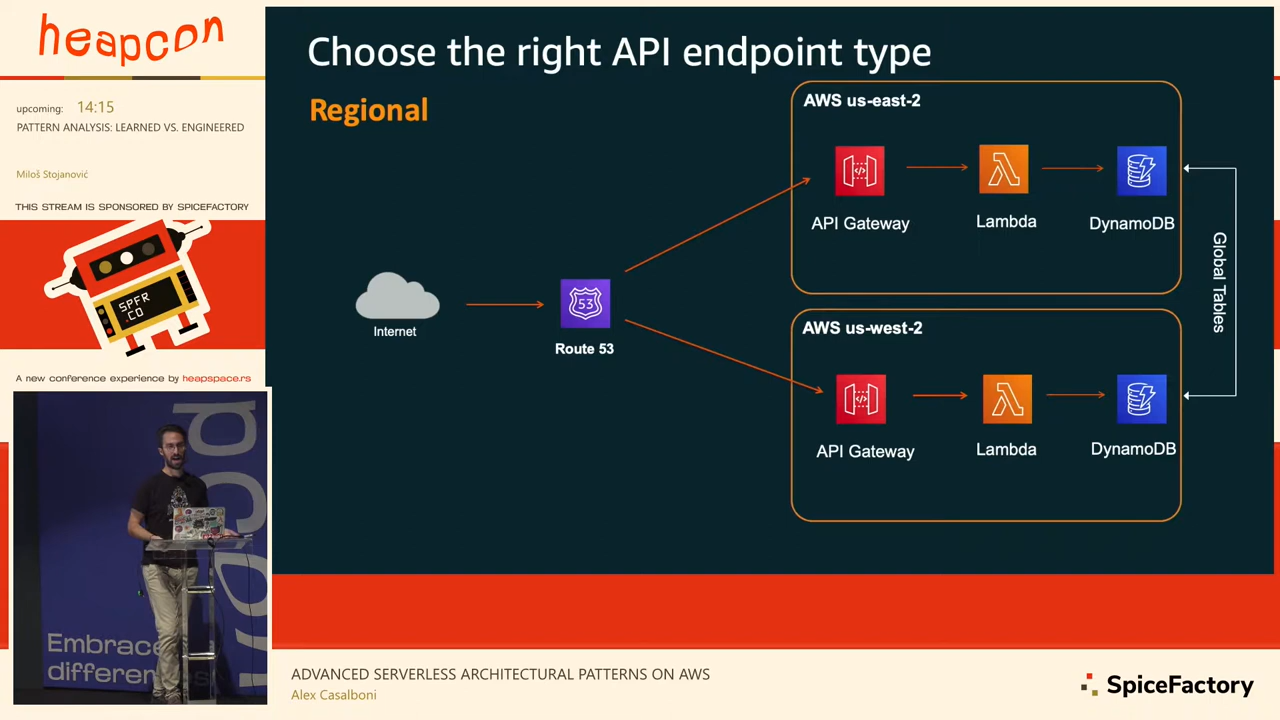 heapcon
upcoming: 14:15
PATTERN ANALYSIS: LEARNED VS. ENGINEERED
Miloš Stojanović
THIS STREAM IS SPONSORED BY SPICEFACTORY
SPFR
.CO
A new conference experience by heapspace.rs
Embrace
differen
Choose the right API endpoint type
Regional
AWS us-east-2
API Gateway
Lambda
DynamoDB
Internet
53
Route 53
AWS us-west-2
API Gateway
Lambda
DynamoDB
Global Tables
ADVANCED SERVERLESS ARCHITECTURAL PATTERNS ON AWS
Alex Casalboni
SpiceFactory